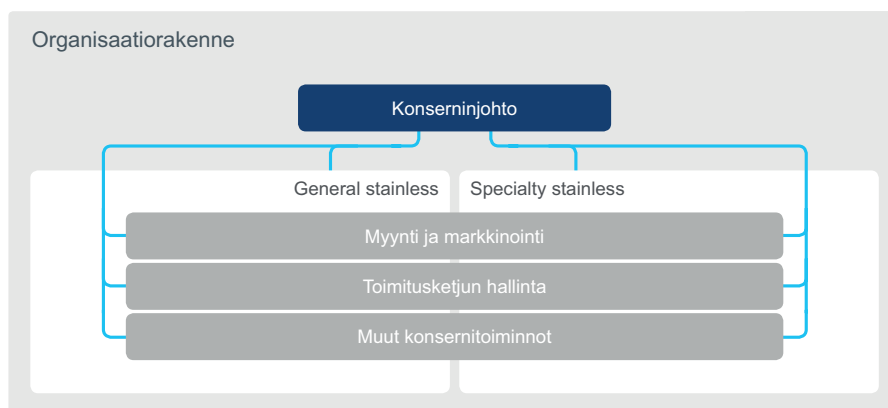 Organisaatiorakenne
Konserninjohto
General stainless
Specialty stainless
Myynti ja markkinointi
Toimitusketjun hallinta
Muut konsernitoiminnot